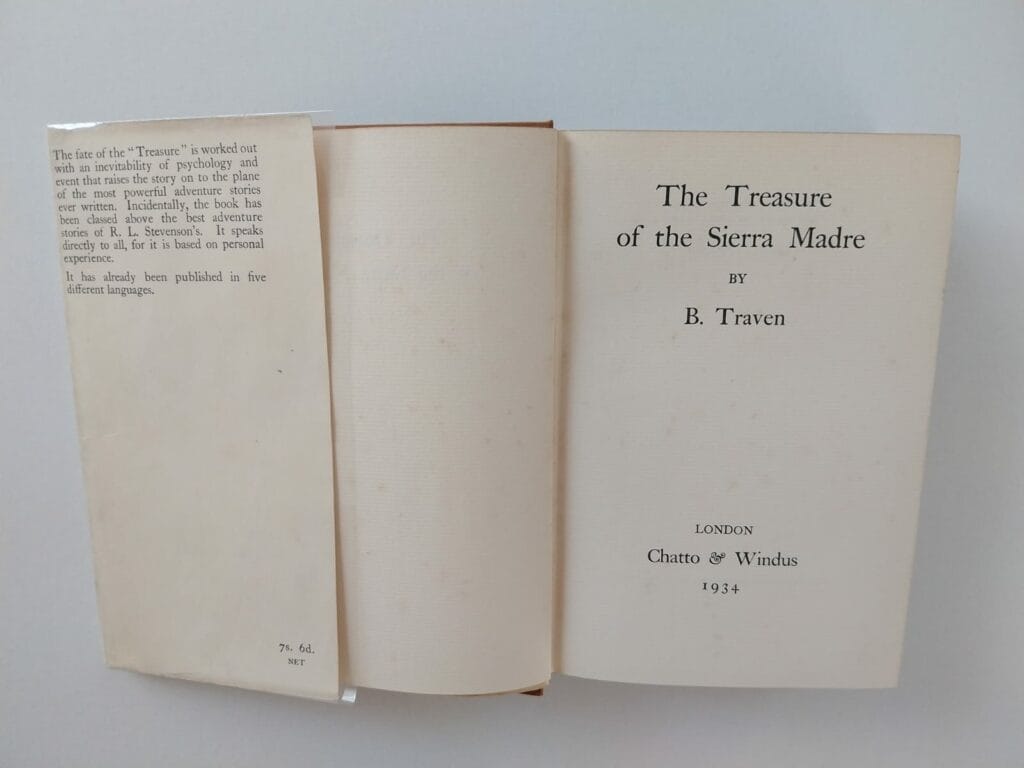 The fate of the "Treasure" is worked out
with an inevitability of psychology and
event that raises the story on to the plane
of the most powerful adventure stories
ever written. Incidentally, the book has
been classed above the best adventure
stories of R. L. Stevenson's. It speaks
directly to all, for it is based on personal
experience.
It has already been published in five
different languages.
7s. 6d.
NET
The Treasure
of the Sierra Madre
BY
B. Traven
LONDON
Chatto & Windus
1934